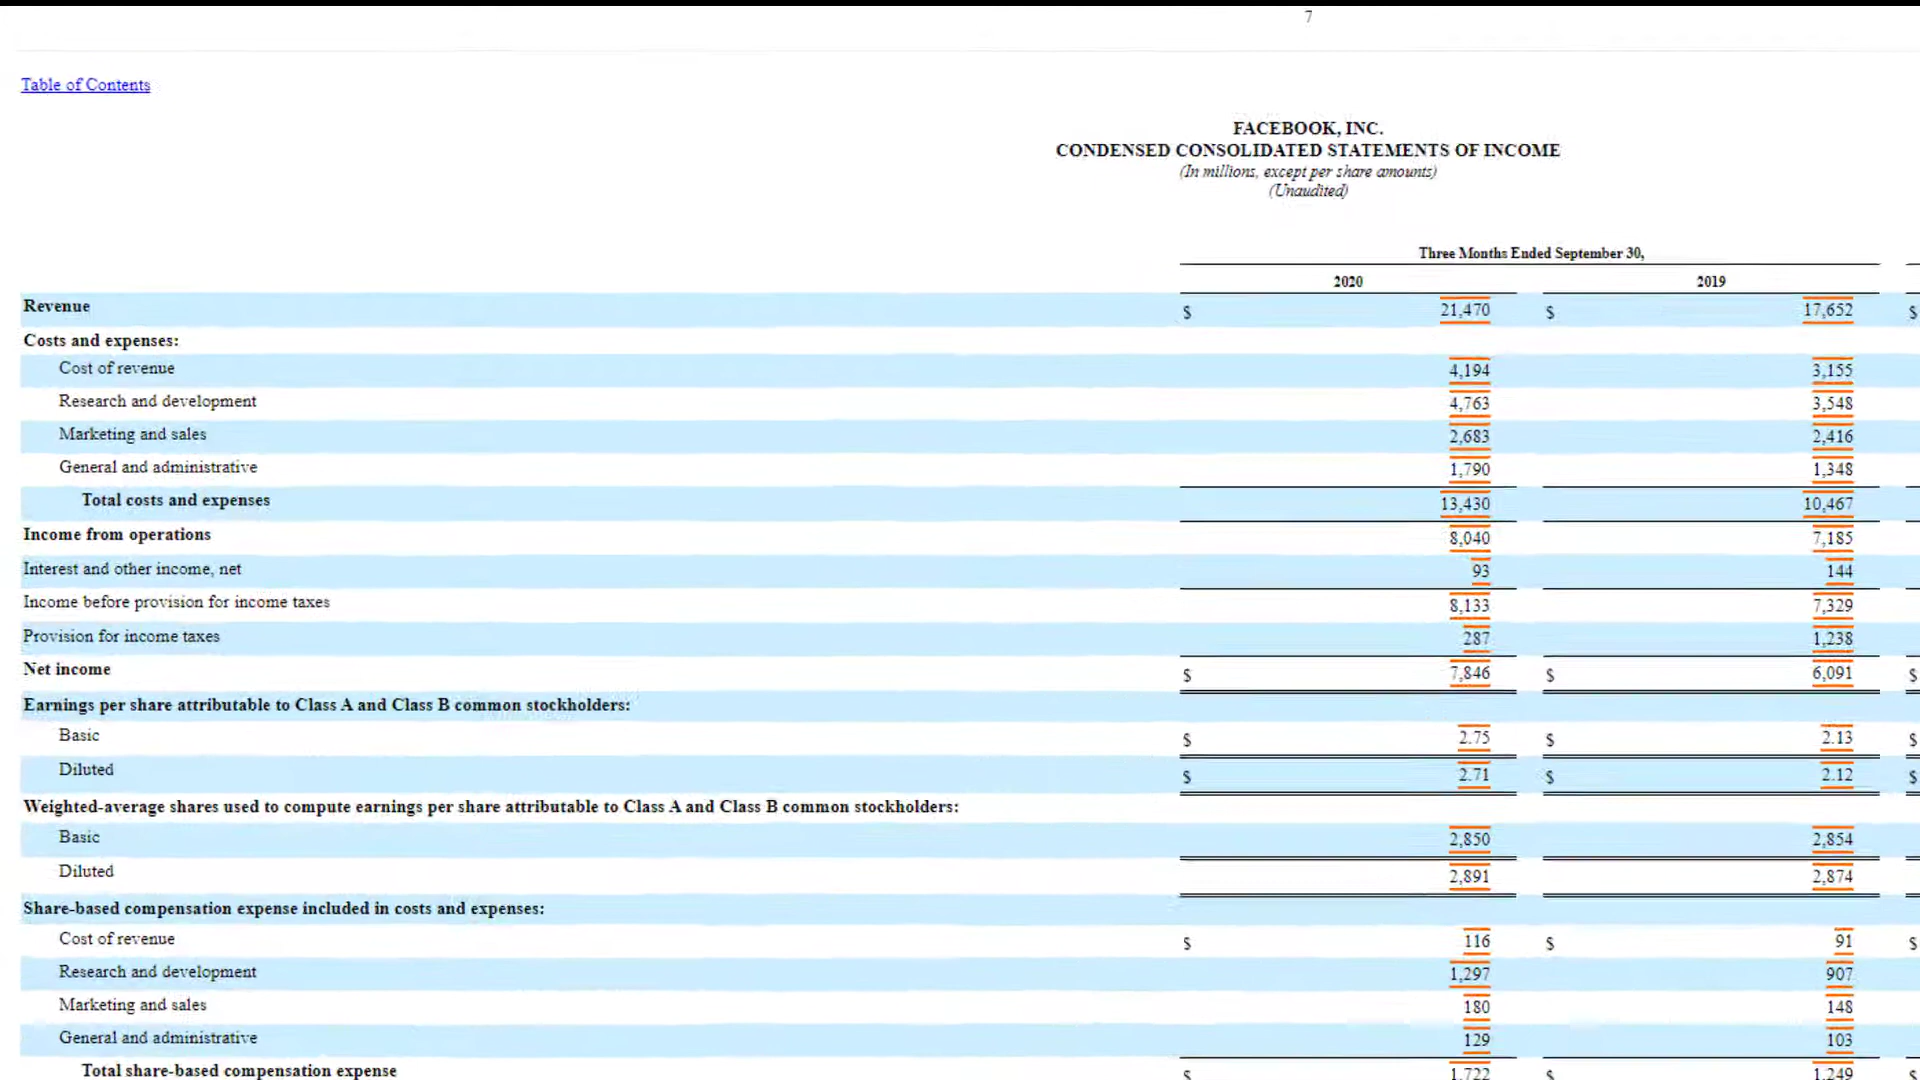 7
Table of Contents
FACEBOOK, INC.
CONDENSED CONSOLIDATED STATEMENTS OF INCOME
(In millions, except per share amounts)
(Unaudited)
Three Months Ended September 30,
2020 2019
Revenue $ 21,470 $ 17,652 $
Costs and expenses:
Cost of revenue 4,194 3,155
Research and development 4,763 3,548
Marketing and sales 2,683 2,416
General and administrative 1,790 1,348
Total costs and expenses 13,430 10,467
Income from operations 8,040 7,185
Interest and other income, net 93 144
Income before provision for income taxes 8,133 7,329
Provision for income taxes 287 1,238
Net income $ 7,846 $ 6,091 $
Earnings per share attributable to Class A and Class B common stockholders:
Basic $ 2.75 $ 2.13 $
Diluted $ 2.71 $ 2.12 $
Weighted-average shares used to compute earnings per share attributable to Class A and Class B common stockholders:
Basic 2,850 2,854
Diluted 2,891 2,874
Share-based compensation expense included in costs and expenses:
Cost of revenue $ 116 $ 91 $
Research and development 1,297 907
Marketing and sales 180 148
General and administrative 129 103
Total share-based compensation expense $ 1,722 $ 1,249 $